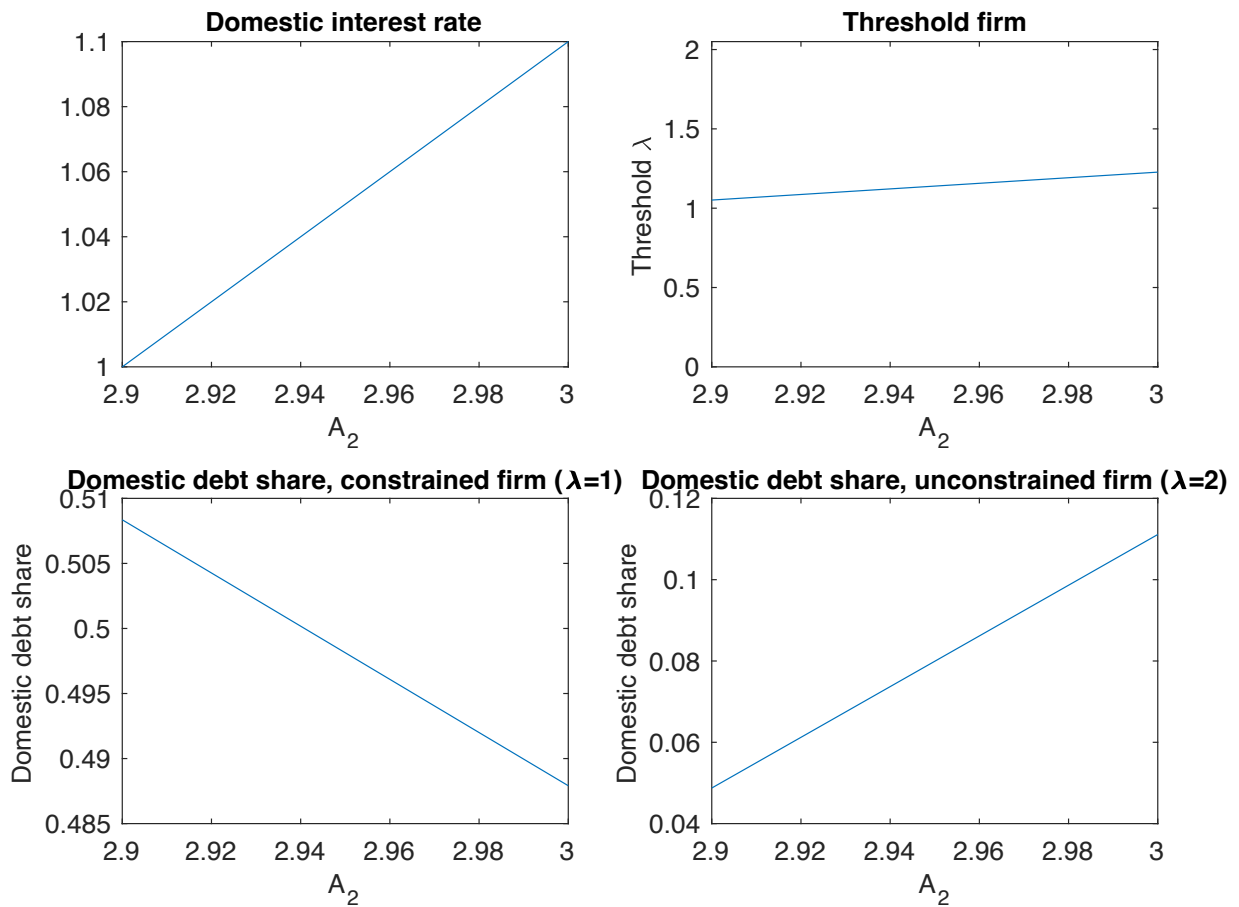 Domestic interest rate
1.1
1.08
1.06
1.04
1.02
1
2.9 2.92 2.94 2.96 2.98 3
A2
Threshold firm
Threshold λ
2
1.5
1
0.5
0
2.9 2.92 2.94 2.96 2.98 3
A2
Domestic debt share, constrained firm (λ=1)
Domestic debt share
0.51
0.505
0.5
0.495
0.49
0.485
2.9 2.92 2.94 2.96 2.98 3
A2
Domestic debt share, unconstrained firm (λ=2)
Domestic debt share
0.12
0.1
0.08
0.06
0.04
2.9 2.92 2.94 2.96 2.98 3
A2